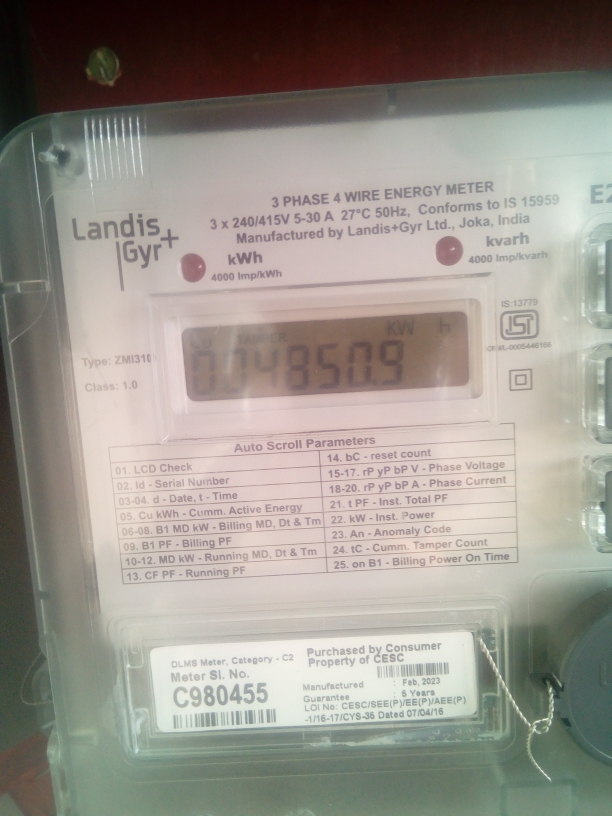 Landis
Gyr+
E2
3 PHASE 4 WIRE ENERGY METER
3 x 240/415V 5-30 A 27°C 50Hz, Conforms to IS 15959
Manufactured by Landis+Gyr Ltd., Joka, India
kWh
4000 Imp/kWh
kvarh
4000 Imp/kvarh
Cu TAMPER kW h
004850.9
IS:13779
ISI
Type: ZMI310
Class: 1.0
Auto Scroll Parameters
01. LCD Check
02. Id - Serial Number
03-04. d - Date, t - Time
05. Cu kWh - Cumm. Active Energy
06-08. B1 MD kW - Billing MD, Dt & Tm
09. B1 PF - Billing PF
10-12. MD kW - Running MD, Dt & Tm
13. CF PF - Running PF
14. bC - reset count
15-17. rP yP bP V - Phase Voltage
18-20. rP yP bP A - Phase Current
21. t PF - Inst. Total PF
22. kW - Inst. Power
23. An - Anomaly Code
24. tC - Cumm. Tamper Count
25. on B1 - Billing Power On Time
DLMS Meter, Category - C2
Meter Sl. No.
C980455
Purchased by Consumer
Property of CESC
Manufactured : Feb, 2023
Guarantee : 5 Years
LOI No: CESC/SEE(P)/EE(P)/AEE(P)
-1/16-17/CYS-35 Dated 07/04/16